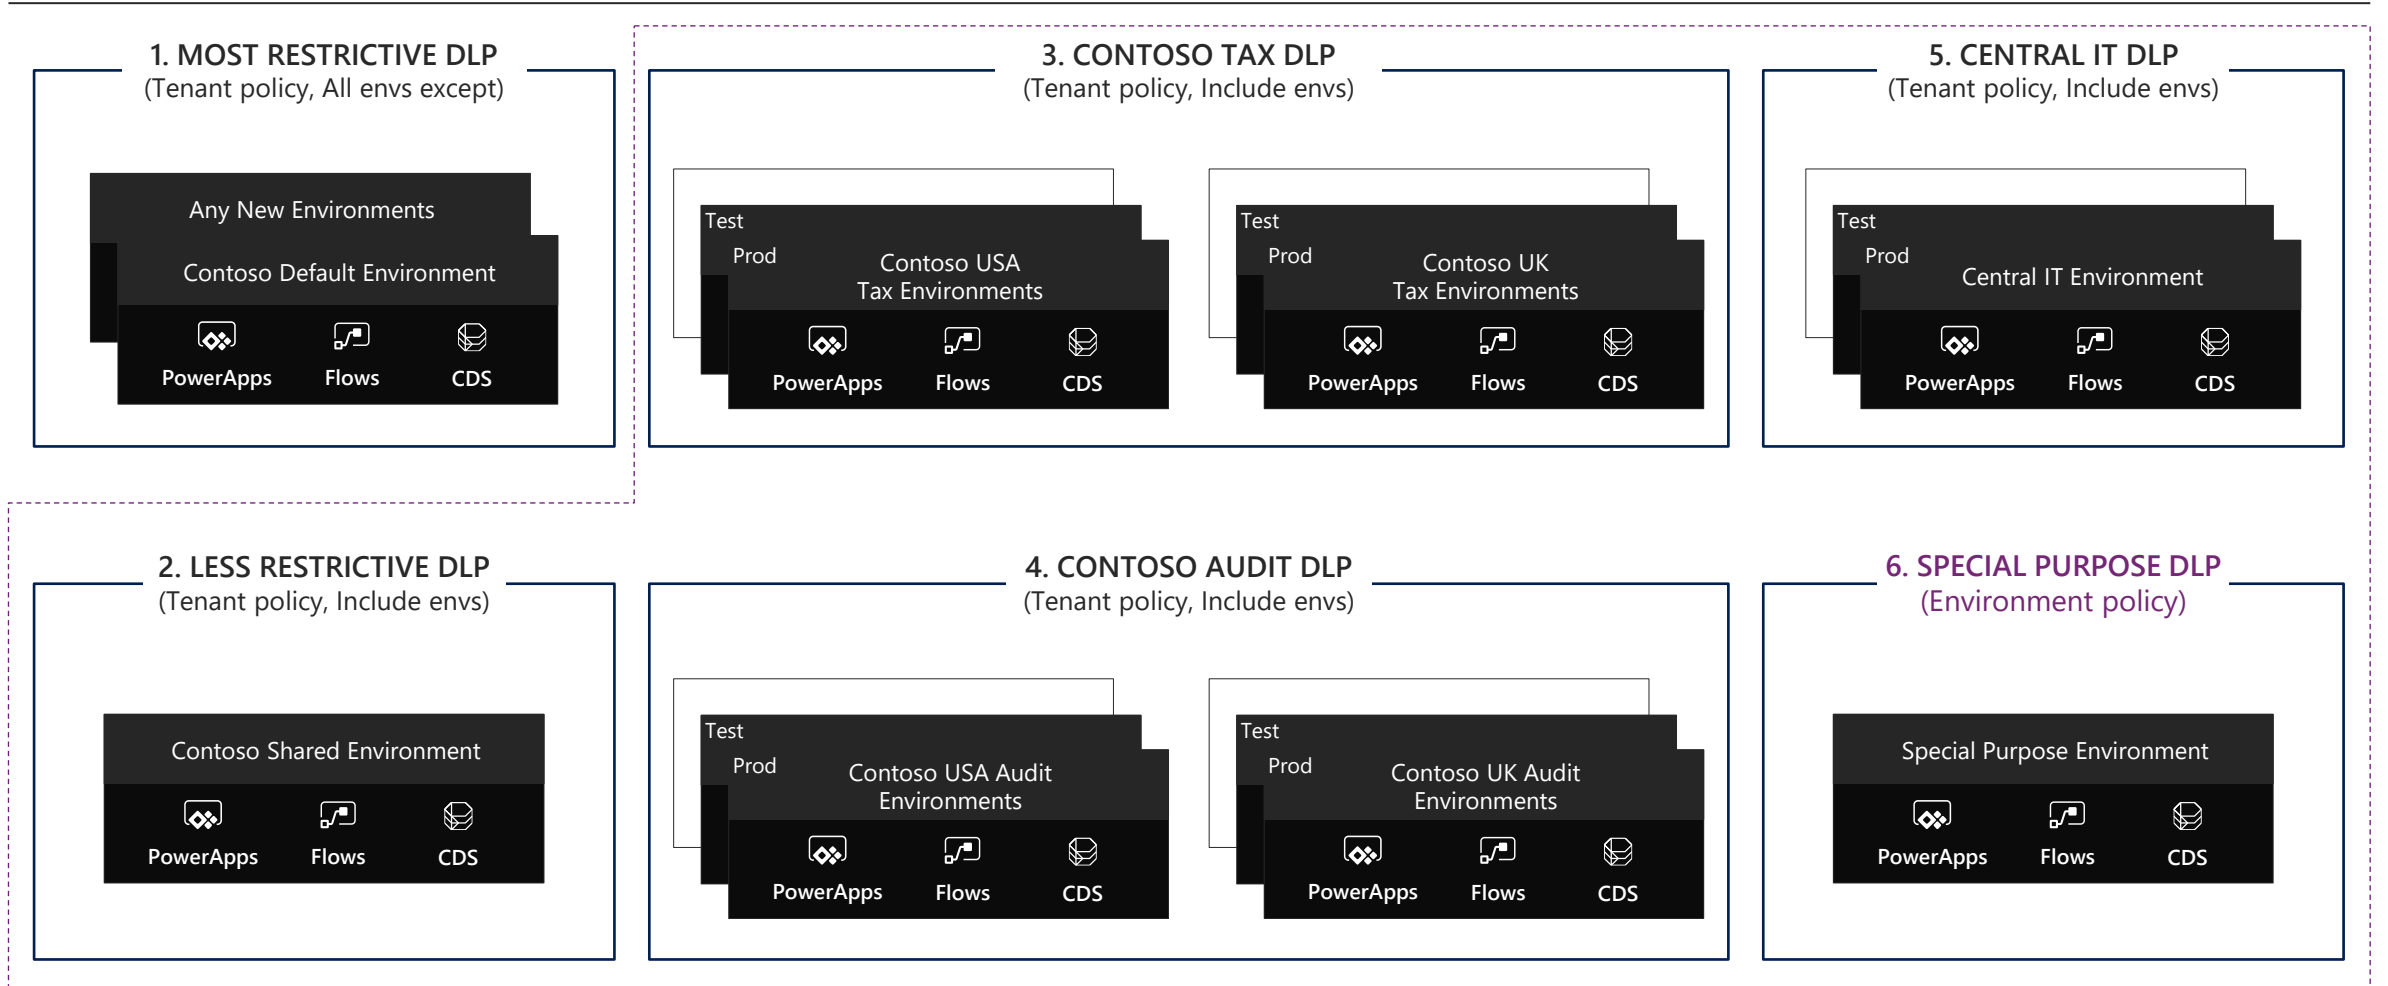 1. MOST RESTRICTIVE DLP
(Tenant policy, All envs except)
Any New Environments
Contoso Default Environment
PowerApps
Flows
CDS
3. CONTOSO TAX DLP
(Tenant policy, Include envs)
Test
Prod
Contoso USA
Tax Environments
PowerApps
Flows
CDS
Test
Prod
Contoso UK
Tax Environments
PowerApps
Flows
CDS
5. CENTRAL IT DLP
(Tenant policy, Include envs)
Test
Prod
Central IT Environment
PowerApps
Flows
CDS
2. LESS RESTRICTIVE DLP
(Tenant policy, Include envs)
Contoso Shared Environment
PowerApps
Flows
CDS
4. CONTOSO AUDIT DLP
(Tenant policy, Include envs)
Test
Prod
Contoso USA Audit
Environments
PowerApps
Flows
CDS
Test
Prod
Contoso UK Audit
Environments
PowerApps
Flows
CDS
6. SPECIAL PURPOSE DLP
(Environment policy)
Special Purpose Environment
PowerApps
Flows
CDS